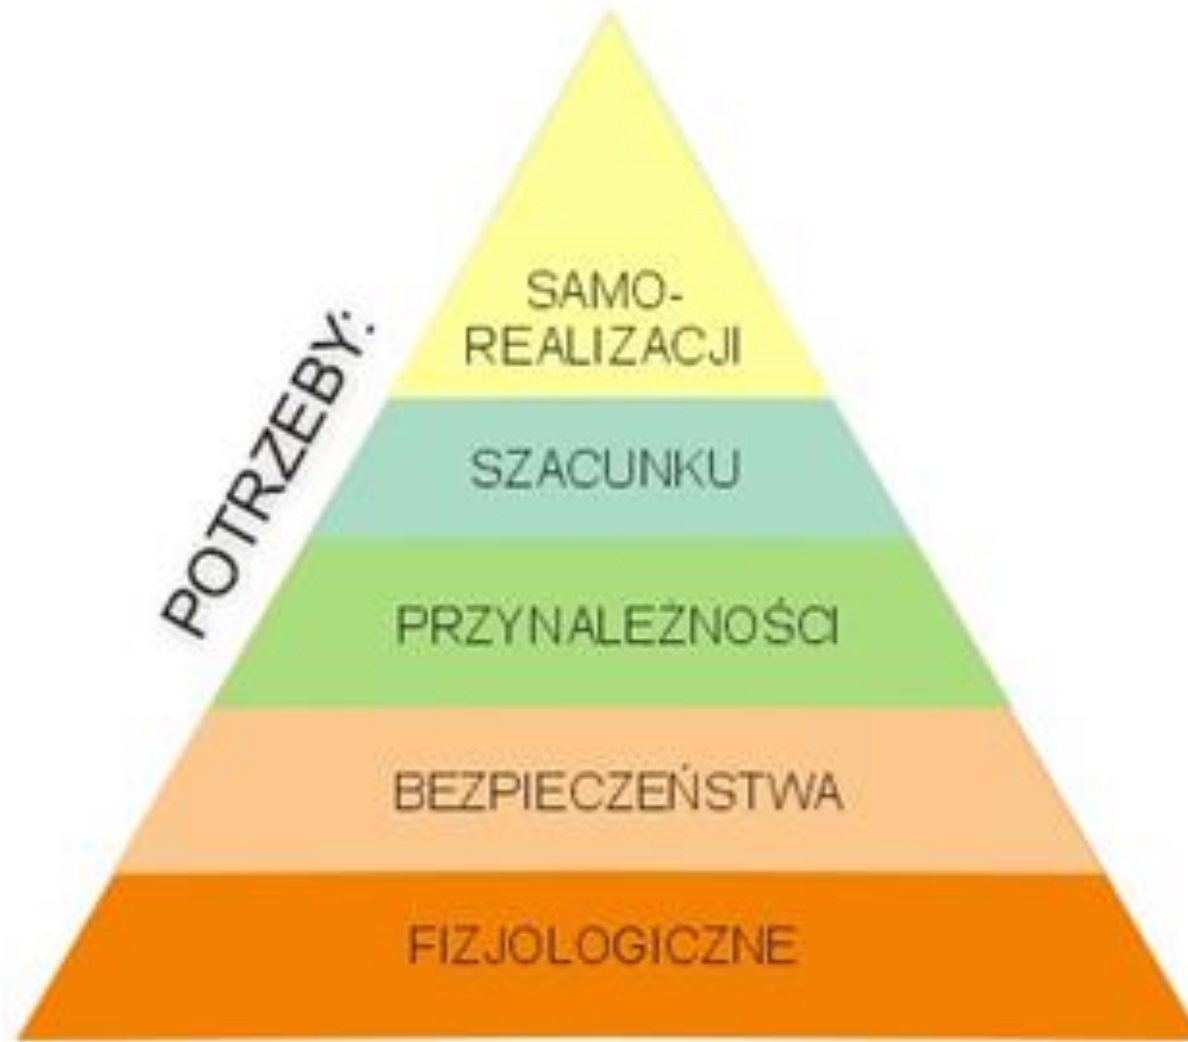 POTRZEBY:
SAMO-
REALIZACJI
SZACUNKU
PRZYNALEŻNOŚCI
BEZPIECZEŃSTWA
FIZJOLOGICZNE